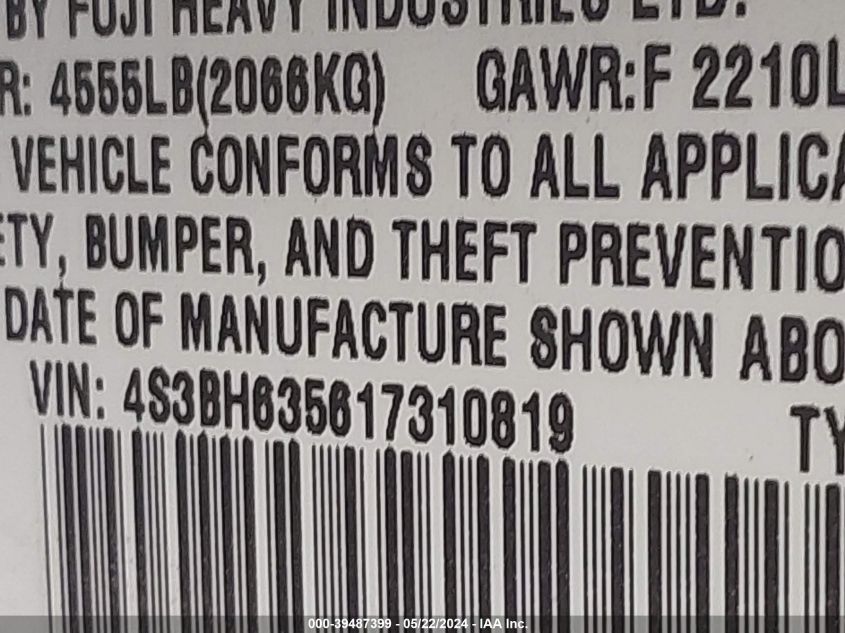 BY FUJI HEAVY INDUSTRIES LTD.
R: 4555LB(2066KG) GAWR:F 2210L
VEHICLE CONFORMS TO ALL APPLICA
ETY, BUMPER, AND THEFT PREVENTIO
DATE OF MANUFACTURE SHOWN ABO
VIN: 4S3BH635617310819 TY
000-39487399 - 05/22/2024 - IAA Inc.